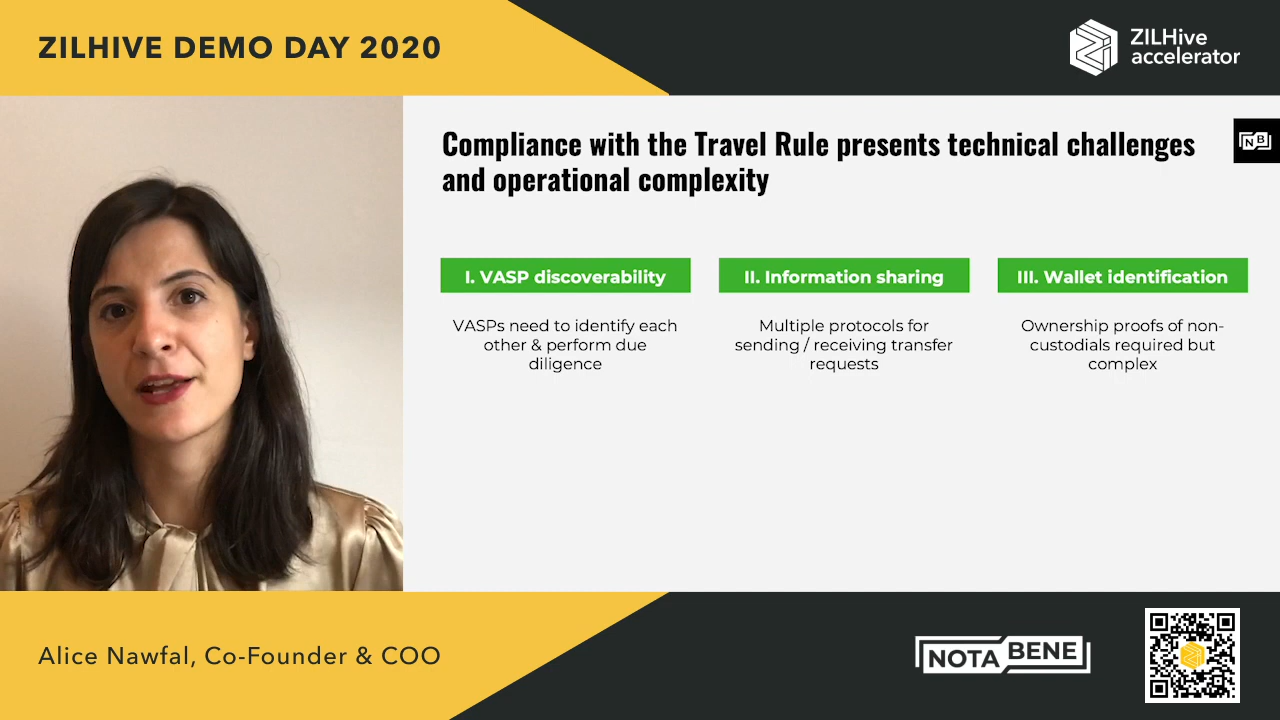 ZILHIVE DEMO DAY 2020
ZILHive
accelerator
Compliance with the Travel Rule presents technical challenges
and operational complexity
NB
I. VASP discoverability
VASPs need to identify each
other & perform due
diligence
II. Information sharing
Multiple protocols for
sending / receiving transfer
requests
III. Wallet identification
Ownership proofs of non-
custodials required but
complex
Alice Nawfal, Co-Founder & COO
NOTA BENE